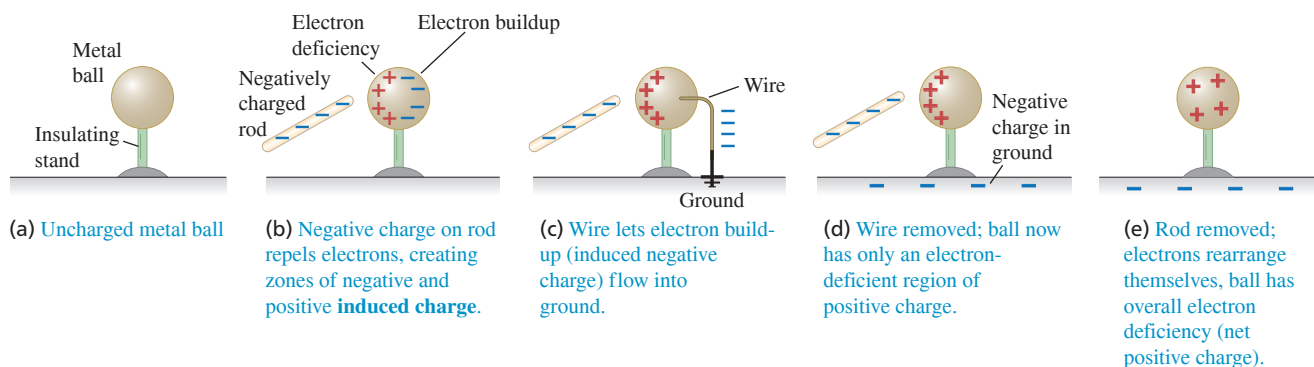 Metal
ball
Insulating
stand
(a) Uncharged metal ball
Electron
deficiency
Electron buildup
Negatively
charged
rod
(b) Negative charge on rod
repels electrons, creating
zones of negative and
positive induced charge.
Wire
Ground
(c) Wire lets electron build-
up (induced negative
charge) flow into
ground.
Negative
charge in
ground
(d) Wire removed; ball now
has only an electron-
deficient region of
positive charge.
(e) Rod removed;
electrons rearrange
themselves, ball has
overall electron
deficiency (net
positive charge).